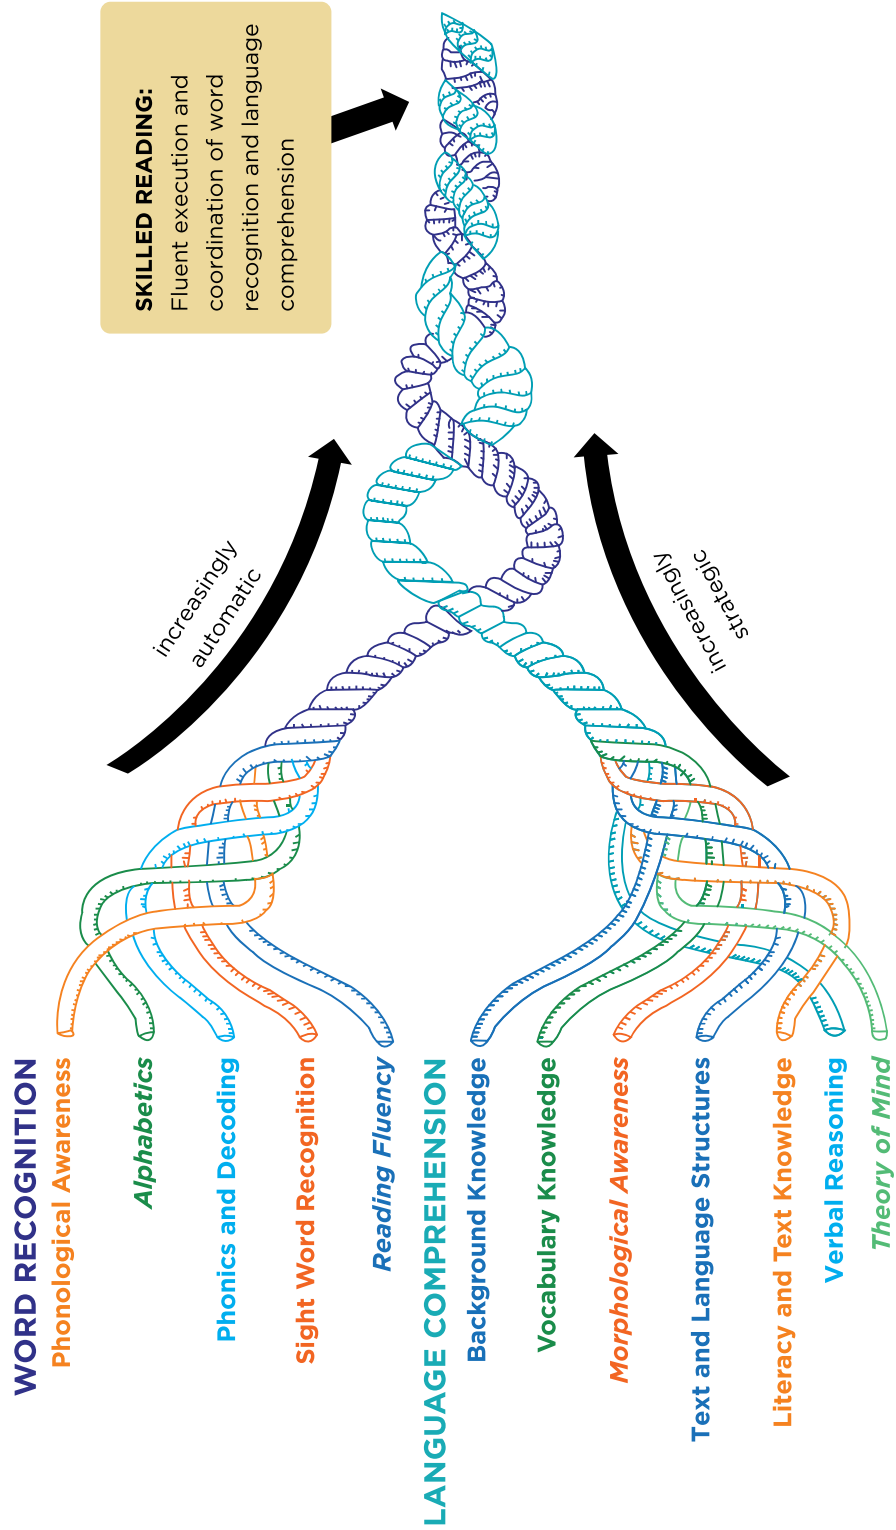 WORD RECOGNITION
Phonological Awareness
Alphabetics
Phonics and Decoding
Sight Word Recognition
Reading Fluency
LANGUAGE COMPREHENSION
Background Knowledge
Vocabulary Knowledge
Morphological Awareness
Text and Language Structures
Literacy and Text Knowledge
Verbal Reasoning
Theory of Mind
increasingly
automatic
increasingly
strategic
SKILLED READING:
Fluent execution and
coordination of word
recognition and language
comprehension